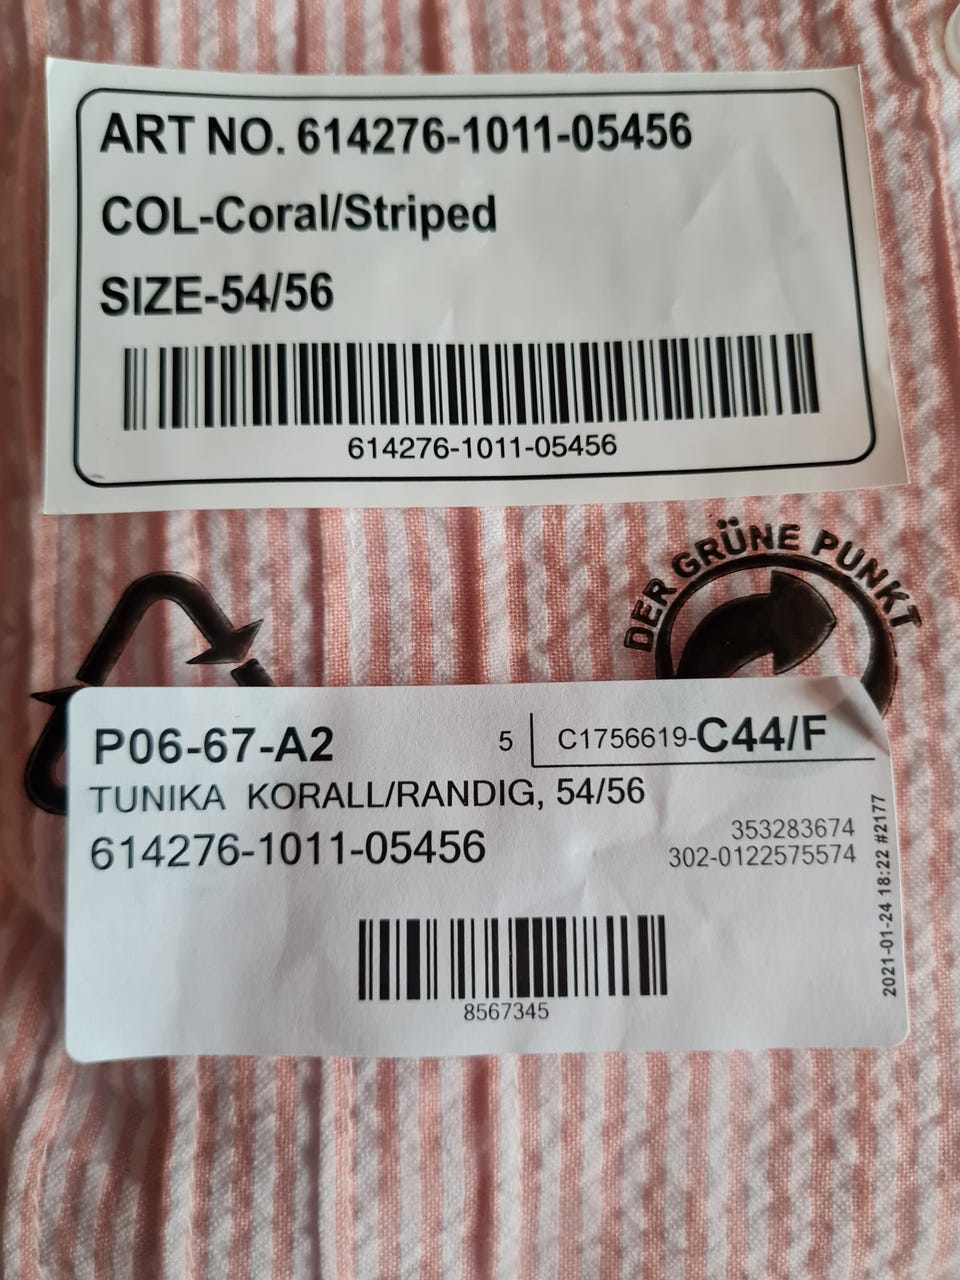 ART NO. 614276-1011-05456
COL-Coral/Striped
SIZE-54/56
614276-1011-05456
DER GRÜNE PUNKT
P06-67-A2 5 C1756619-C44/F
TUNIKA KORALL/RANDIG, 54/56
614276-1011-05456
353283674
302-0122575574
2021-01-24 18:22 #2177
8567345